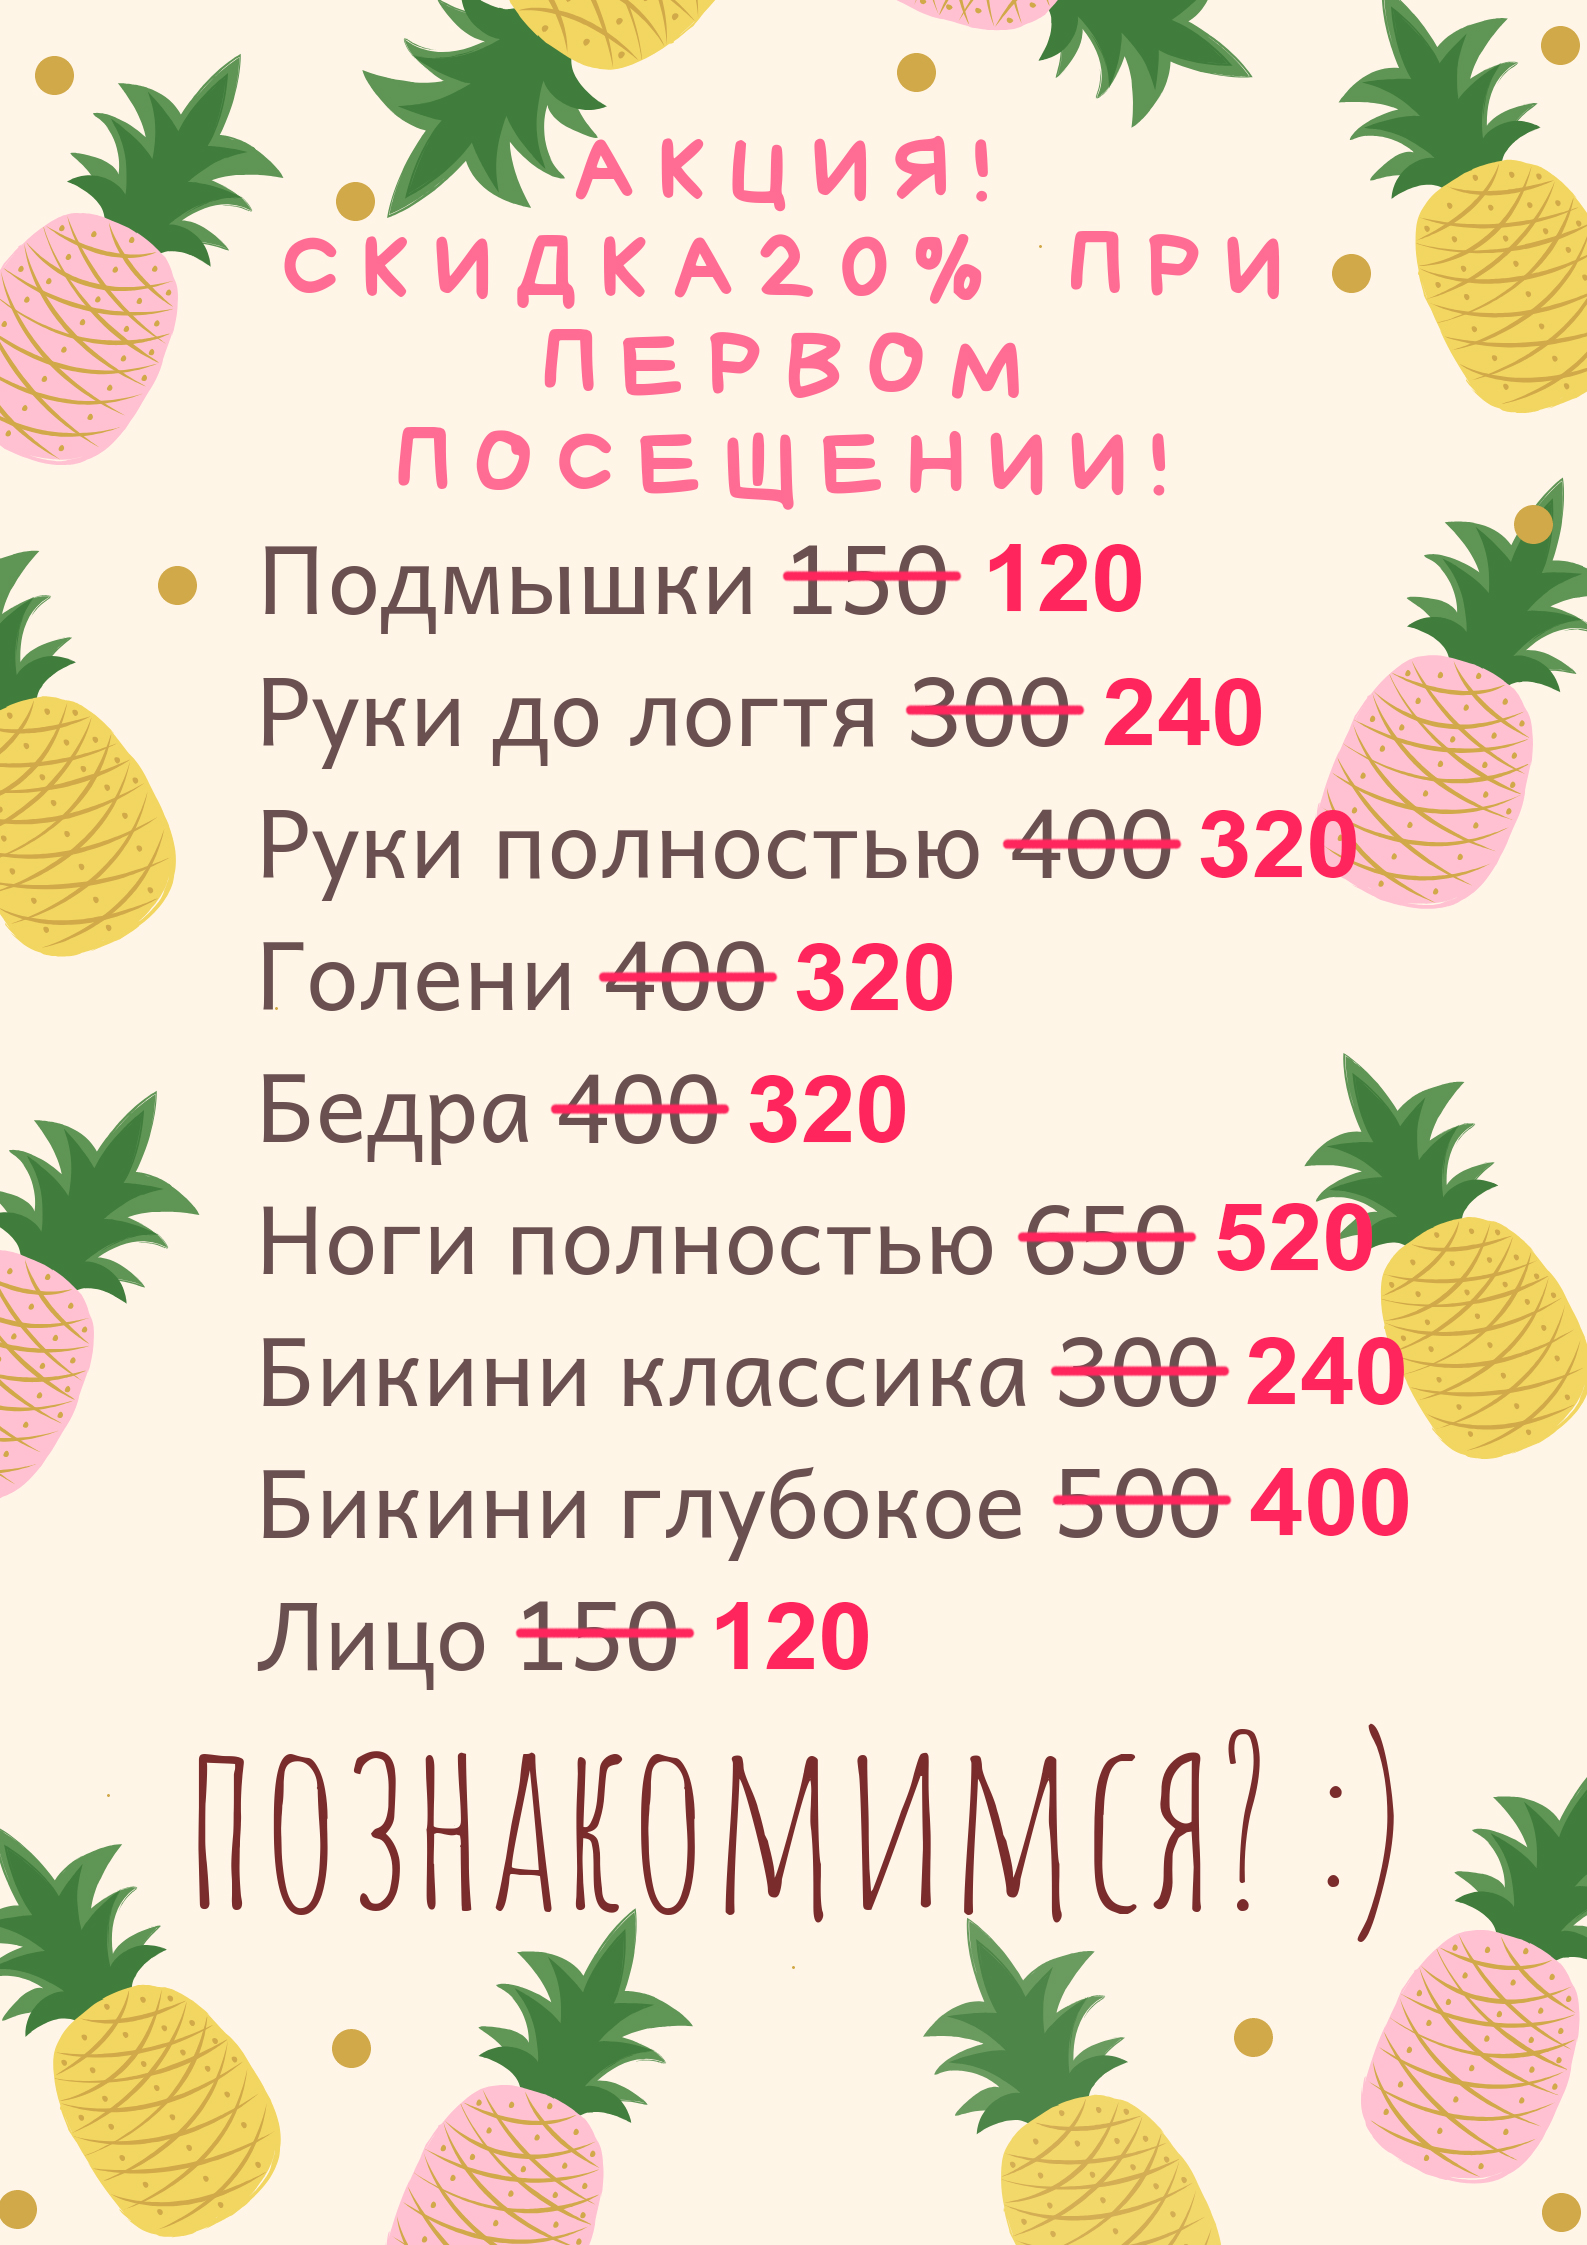 АКЦИЯ!
СКИДКА20% ПРИ
ПЕРВОМ
ПОСЕЩЕНИИ!
Подмышки 150 120
Руки до логтя 300 240
Руки полностью 400 320
Голени 400 320
Бедра 400 320
Ноги полностью 650 520
Бикини классика 300 240
Бикини глубокое 500 400
Лицо 150 120
ПОЗНАКОМИМСЯ? :)